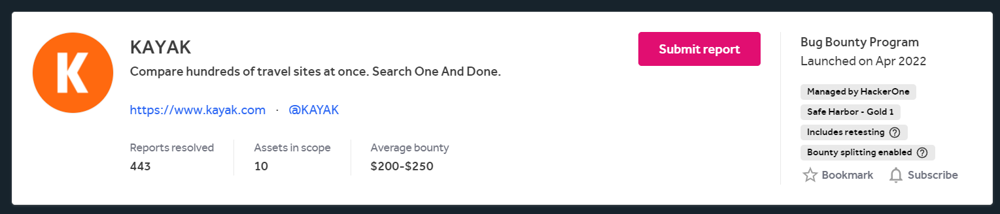 K
KAYAK
Compare hundreds of travel sites at once. Search One And Done.
https://www.kayak.com · @KAYAK
Reports resolved
443
Assets in scope
10
Average bounty
$200-$250
Submit report
Bug Bounty Program
Launched on Apr 2022
Managed by HackerOne
Safe Harbor - Gold 1
Includes retesting ?
Bounty splitting enabled ?
Bookmark Subscribe